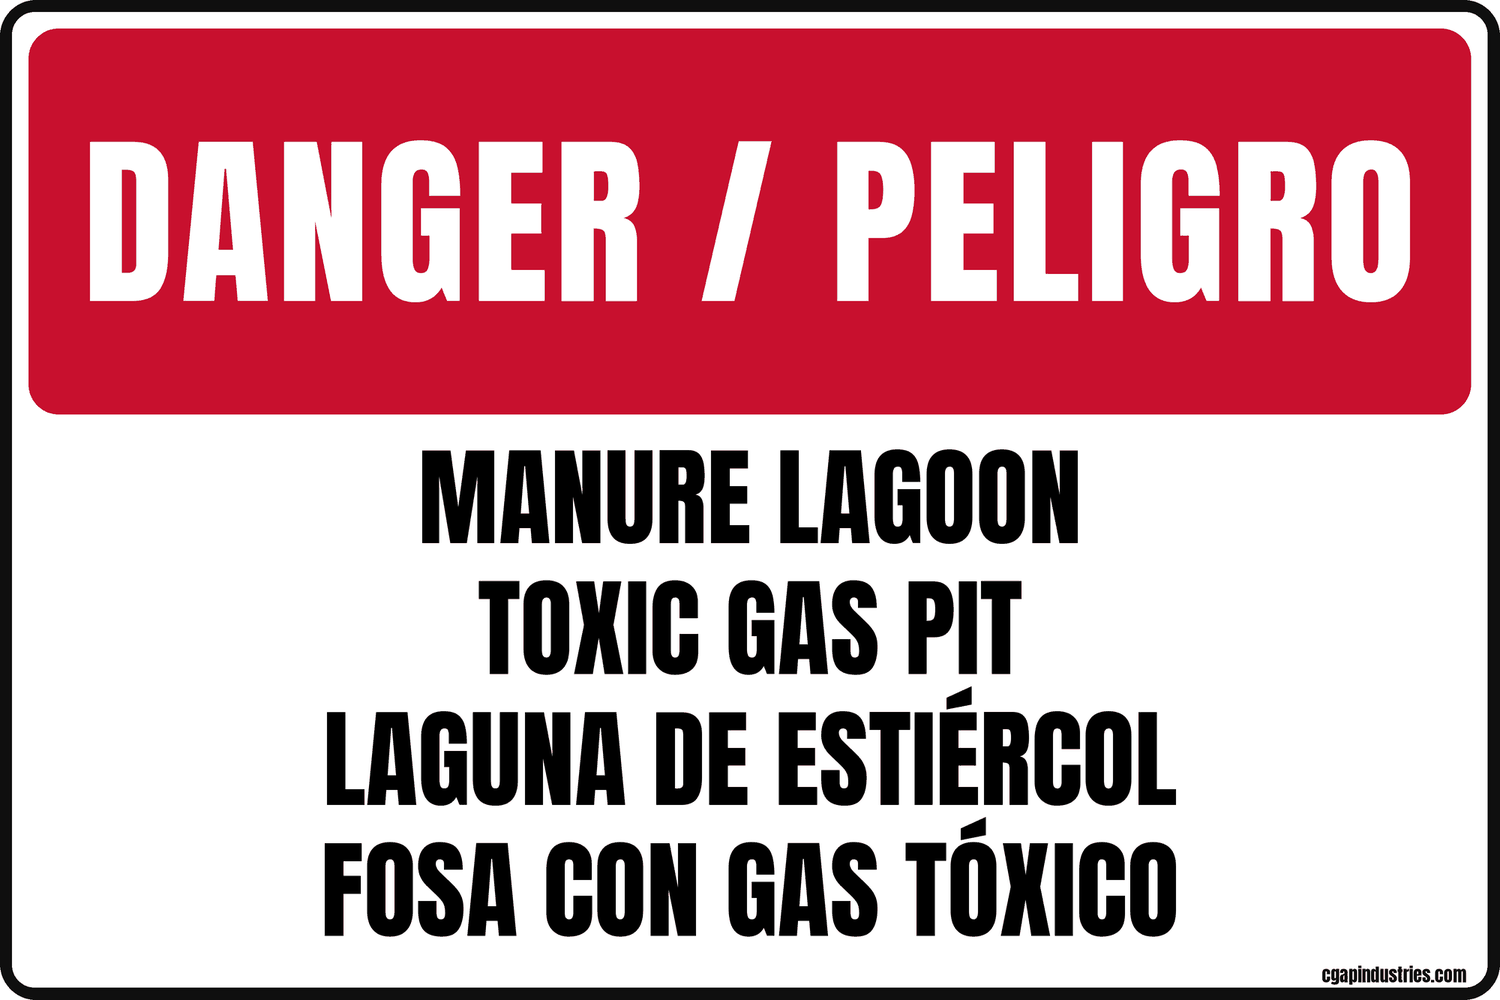 DANGER / PELIGRO
MANURE LAGOON
TOXIC GAS PIT
LAGUNA DE ESTIÉRCOL
FOSA CON GAS TÓXICO
cgapindustries.com